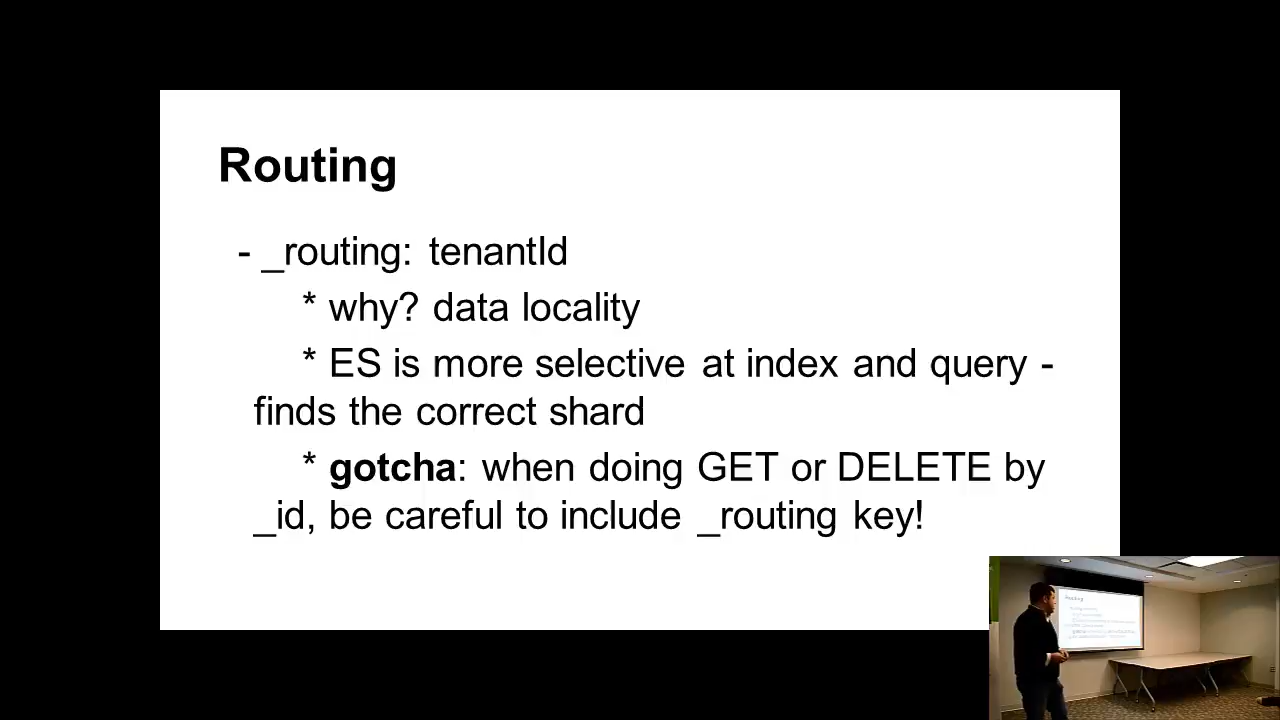 Routing
- _routing: tenantId
* why? data locality
* ES is more selective at index and query -
finds the correct shard
* gotcha: when doing GET or DELETE by
_id, be careful to include _routing key!
Routing